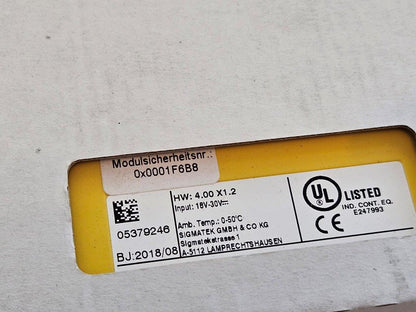 Modulsicherheitsnr.:
0x0001F6B8
05379246
BJ:2018/08
HW: 4.00 X1.2
Input: 18V-30V
Amb. Temp.: 0-50°C
SIGMATEK GMBH & CO KG
Sigmatekstrasse 1
A-5112 LAMPRECHTSHAUSEN
UL
LISTED
IND. CONT. EQ.
E247993
CE